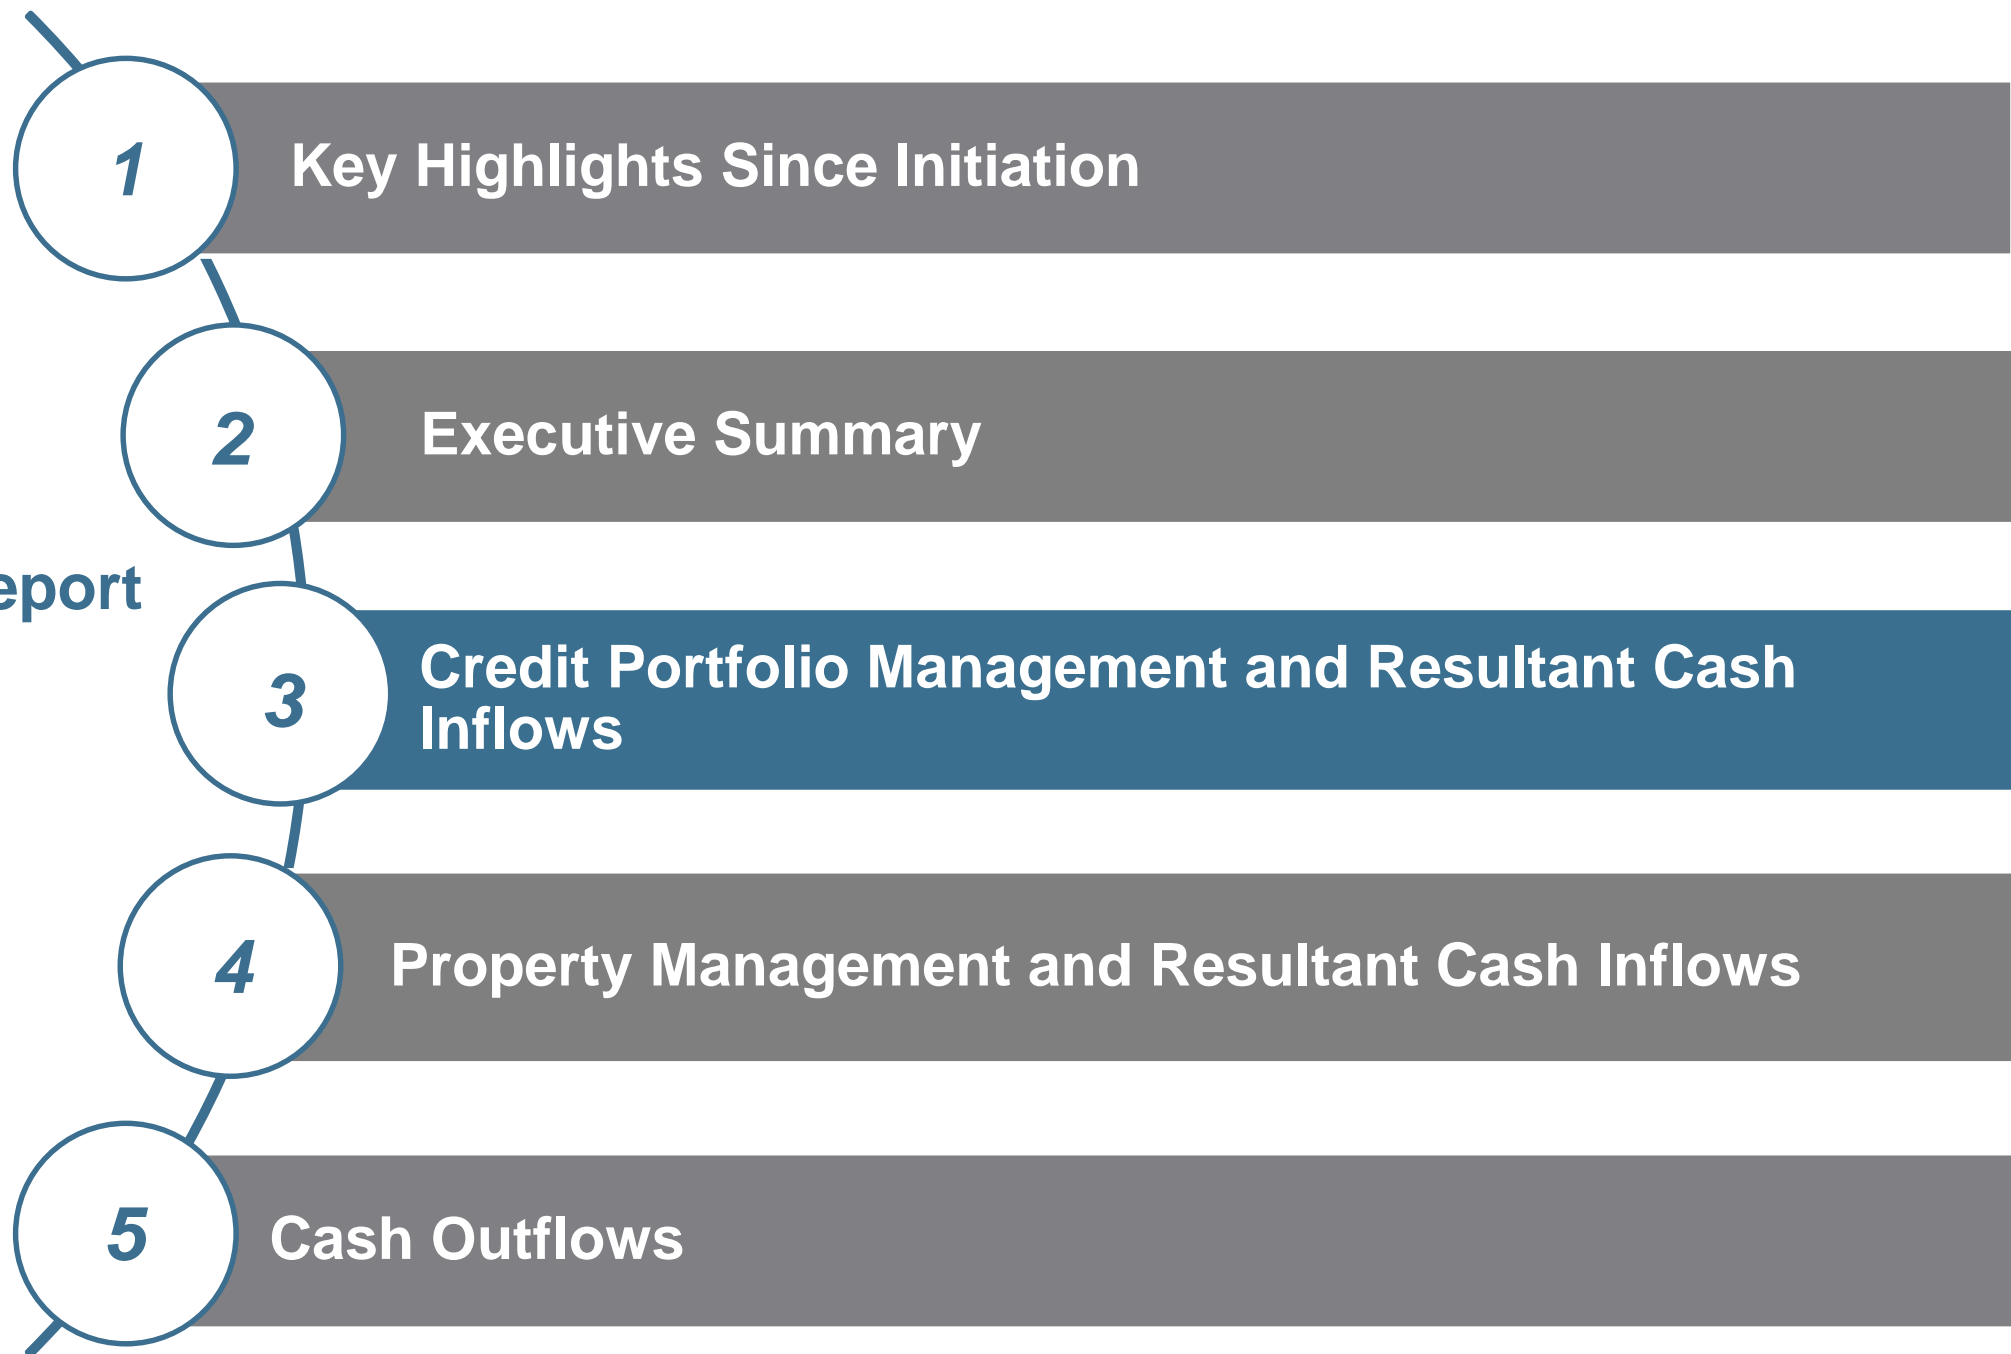 1
Key Highlights Since Initiation
2
Executive Summary
eport
3
Credit Portfolio Management and Resultant Cash
Inflows
4
Property Management and Resultant Cash Inflows
5
Cash Outflows